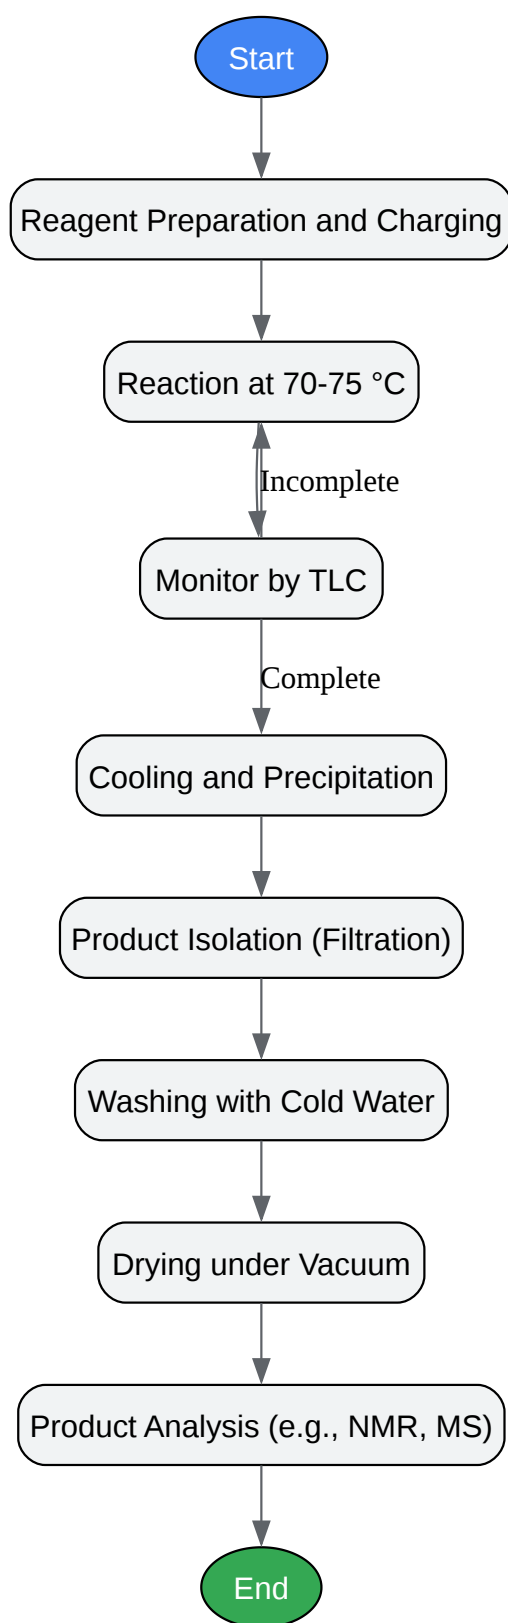 Start
Reagent Preparation and Charging
Reaction at 70-75 °C
Incomplete
Monitor by TLC
Complete
Cooling and Precipitation
Product Isolation (Filtration)
Washing with Cold Water
Drying under Vacuum
Product Analysis (e.g., NMR, MS)
End